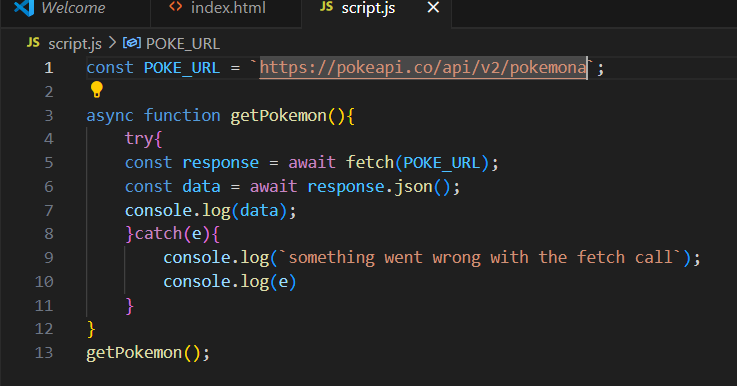 Welcome <> index.html JS script.js ×
JS script.js > POKE_URL
1 const POKE_URL = `https://pokeapi.co/api/v2/pokemona`;
2
3 async function getPokemon(){
4 try{
5 const response = await fetch(POKE_URL);
6 const data = await response.json();
7 console.log(data);
8 }catch(e){
9 console.log(`something went wrong with the fetch call`);
10 console.log(e)
11 }
12 }
13 getPokemon();